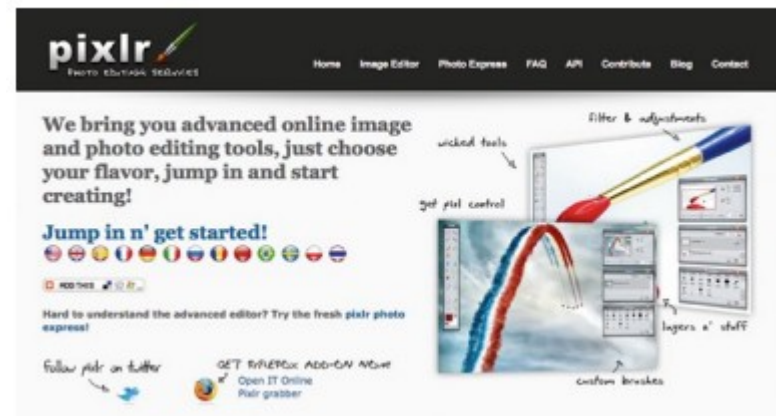 pixlr
PHOTO EDITING SERVICES
Home Image Editor Photo Express FAQ API Contribute Blog Contact
We bring you advanced online image
and photo editing tools, just choose
your flavor, jump in and start
creating!
Jump in n' get started!
ADD THIS
Hard to understand the advanced editor? Try the fresh pixlr photo
express!
follow pixlr on twitter
GET FIREFOX ADD-ON NOW!
Open IT Online
Pixlr grabber
filter & adjustments
wicked tools
get pixl control
layers n' stuff
custom brushes